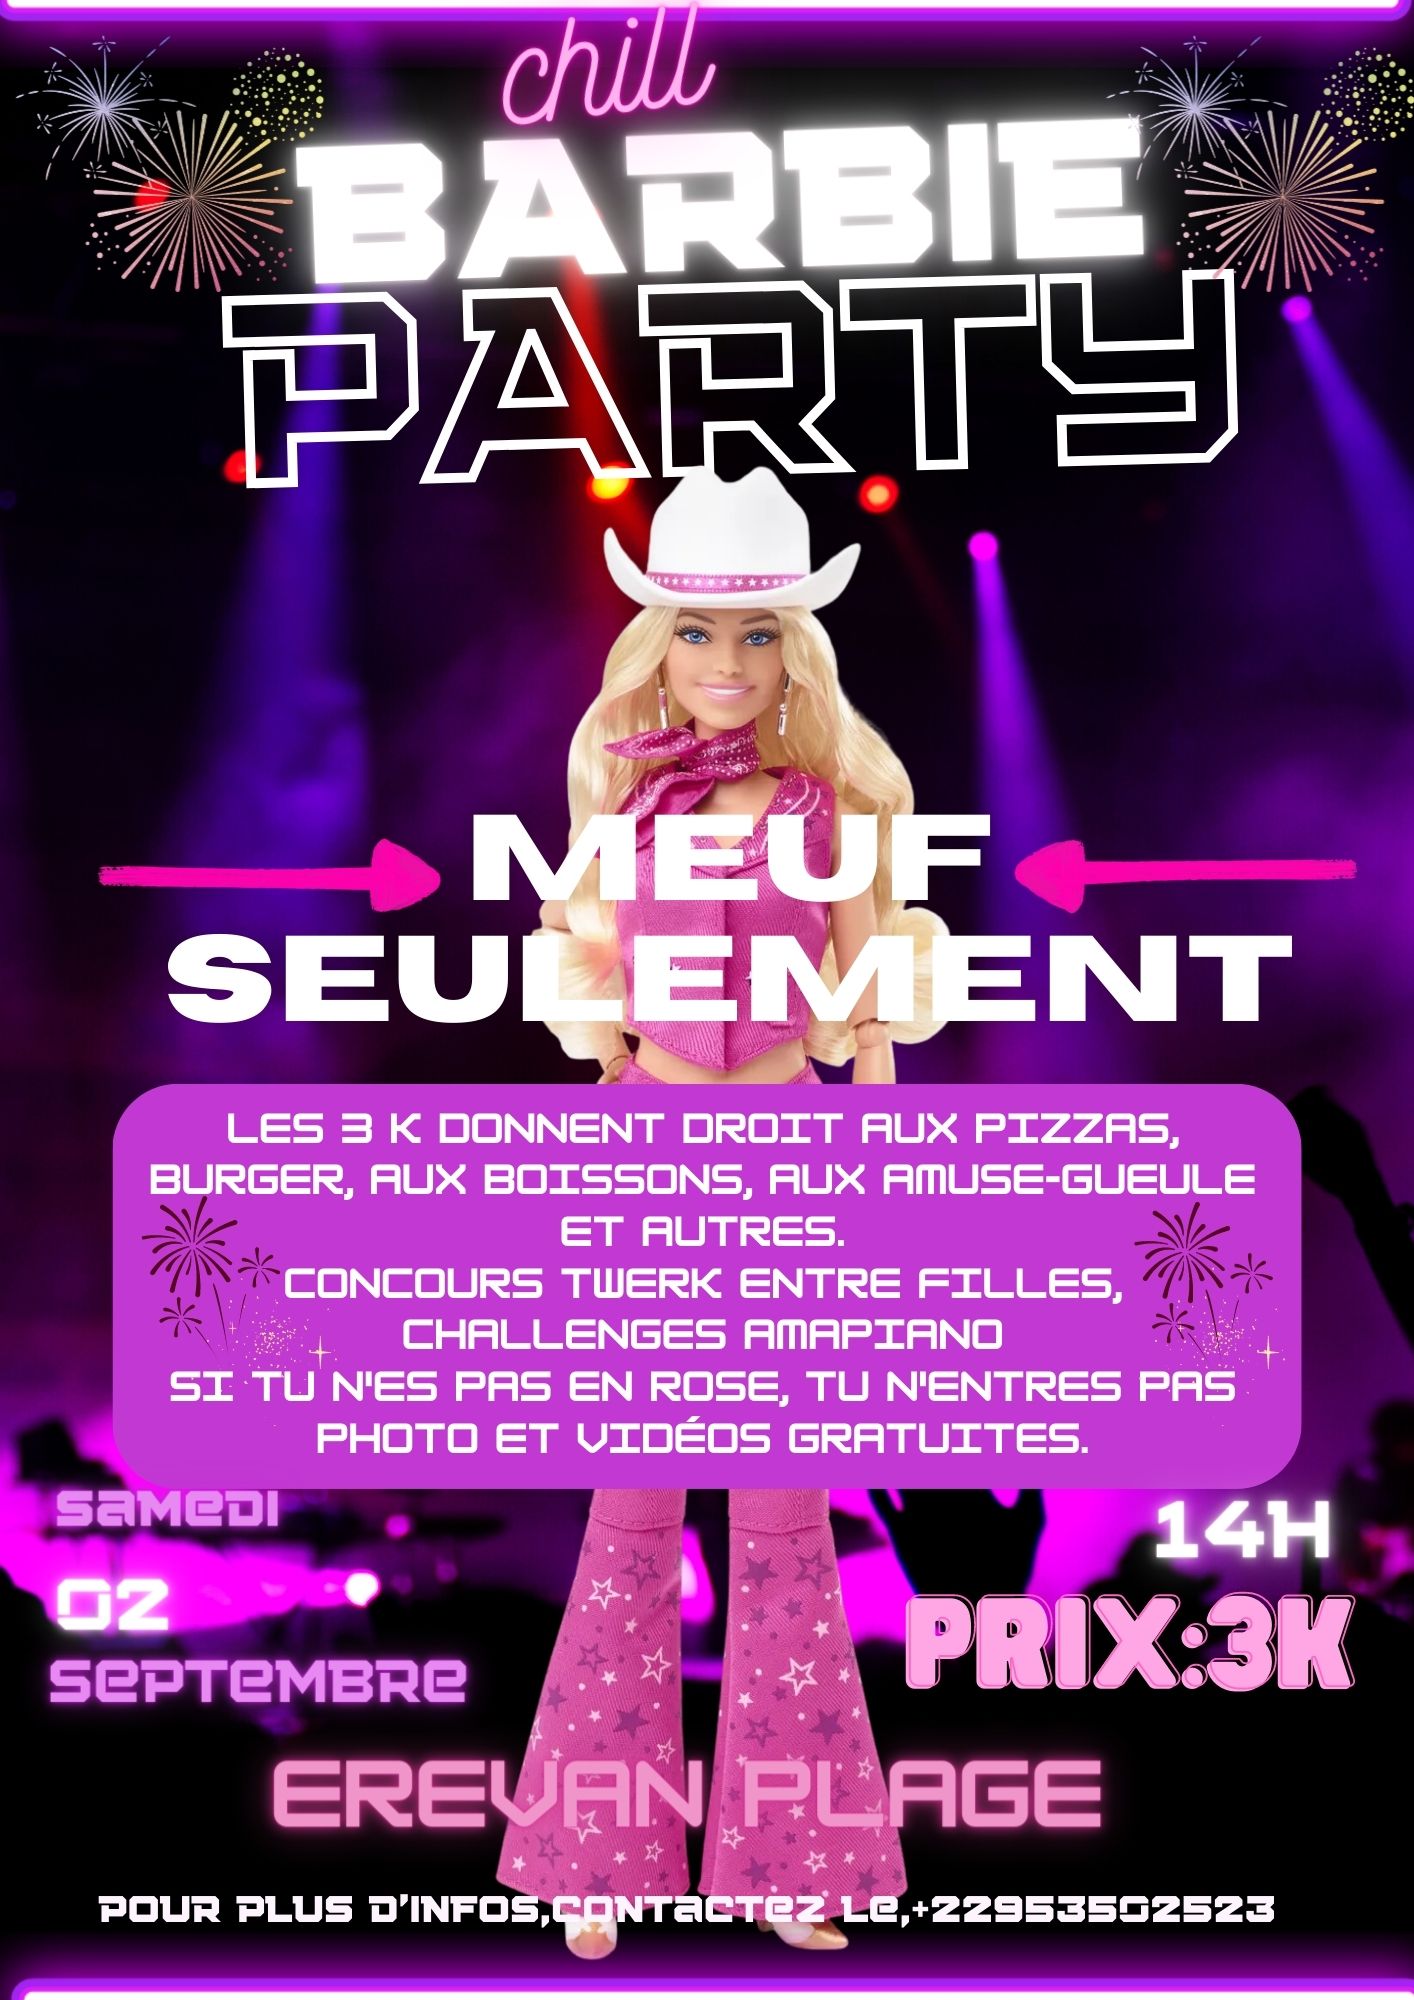 chill
BARBIE
PARTY
MEUF
SEULEMENT
LES 3 K DONNENT DROIT AUX PIZZAS,
BURGER, AUX BOISSONS, AUX AMUSE-GUEULE
ET AUTRES.
CONCOURS TWERK ENTRE FILLES,
CHALLENGES AMAPIANO
SI TU N'ES PAS EN ROSE, TU N'ENTRES PAS
PHOTO ET VIDÉOS GRATUITES.
SAMEDI
02
SEPTEMBRE
14H
PRIX:3K
EREVAN PLAGE
POUR PLUS D'INFOS,CONTACTEZ LE,+22953502523